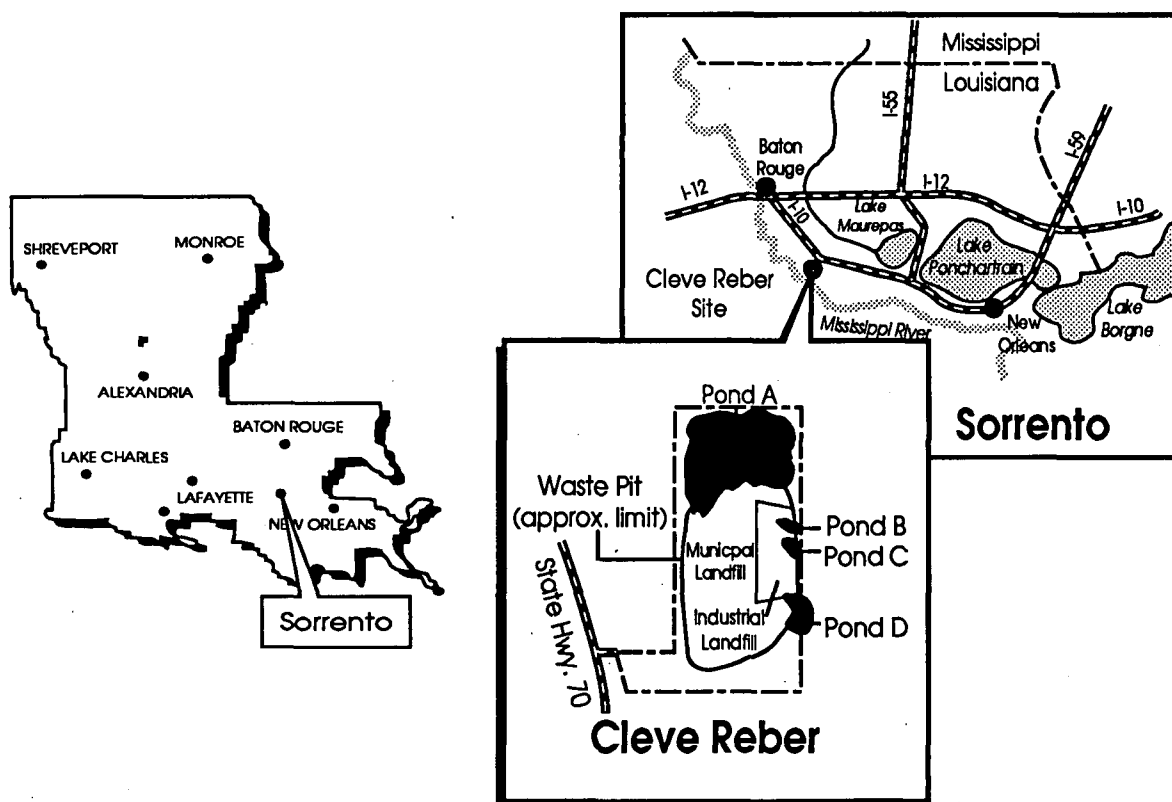 SHREVEPORT
MONROE
ALEXANDRIA
BATON ROUGE
LAKE CHARLES
LAFAYETTE
NEW ORLEANS
Sorrento
Mississippi
Louisiana
I-55
I-59
Baton
Rouge
I-12
I-12
I-10
I-10
Lake
Maurepas
Lake
Ponchartrain
Cleve Reber
Site
Mississippi River
New
Orleans
Lake
Borgne
Sorrento
Pond A
Waste Pit
(approx. limit)
Pond B
Pond C
Municpal
Landfill
Industrial
Landfill
Pond D
State Hwy. 70
Cleve Reber